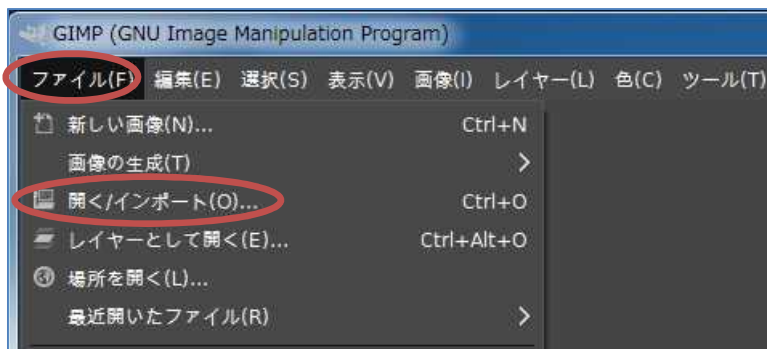 GIMP (GNU Image Manipulation Program)
ファイル(F) 編集(E) 選択(S) 表示(V) 画像(I) レイヤー(L) 色(C) ツール(T)
新しい画像(N)... Ctrl+N
画像の生成(T)
開く/インポート(O)... Ctrl+O
レイヤーとして開く(E)... Ctrl+Alt+O
場所を開く(L)...
最近開いたファイル(R)